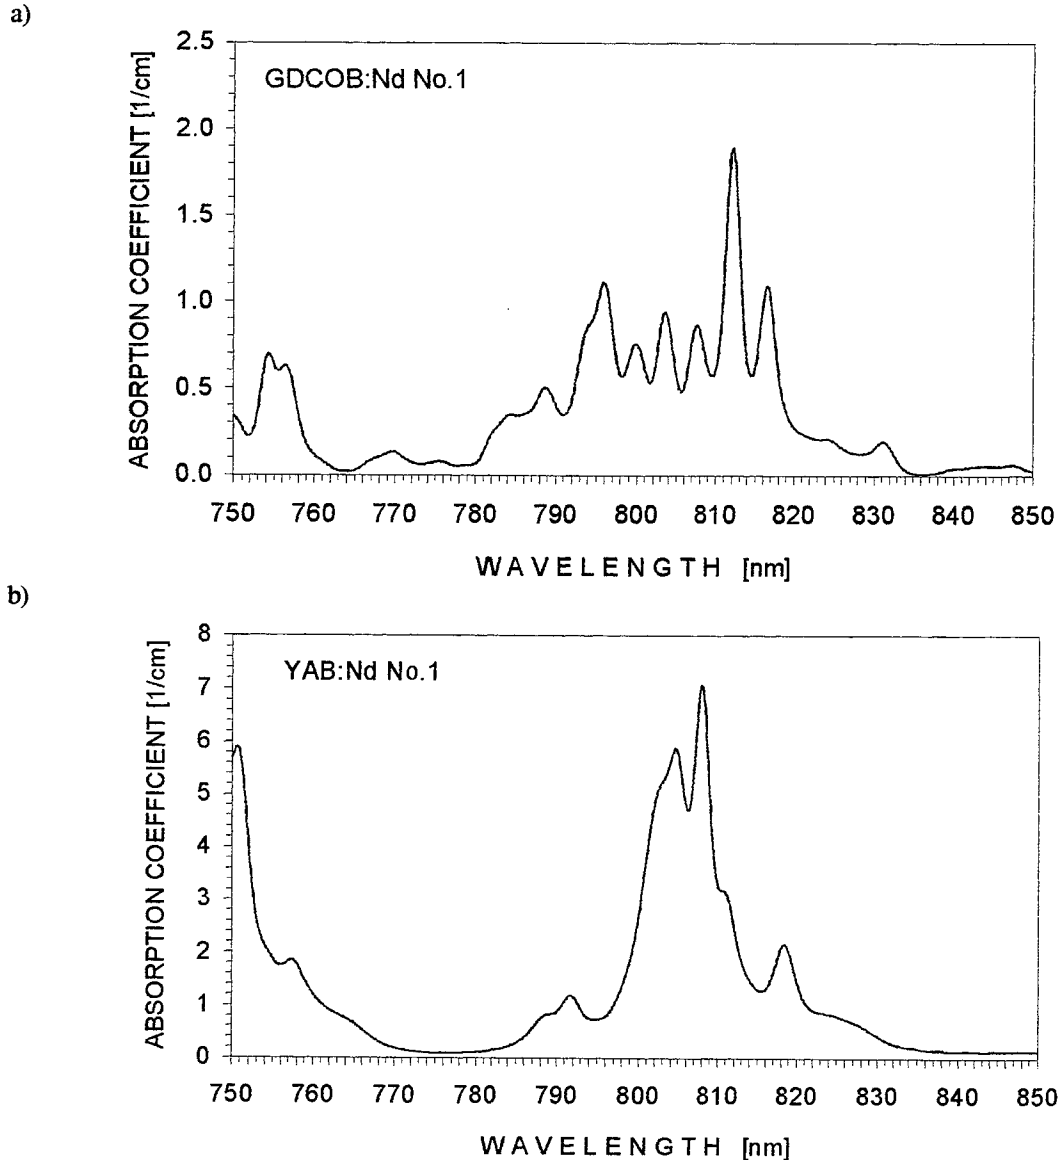 a)
ABSORPTION COEFFICIENT [1/cm]
2.5
2.0
1.5
1.0
0.5
0.0
GDCOB:Nd No.1
750 760 770 780 790 800 810 820 830 840 850
WAVELENGTH [nm]
b)
ABSORPTION COEFFICIENT [1/cm]
8
7
6
5
4
3
2
1
0
YAB:Nd No.1
750 760 770 780 790 800 810 820 830 840 850
WAVELENGTH [nm]